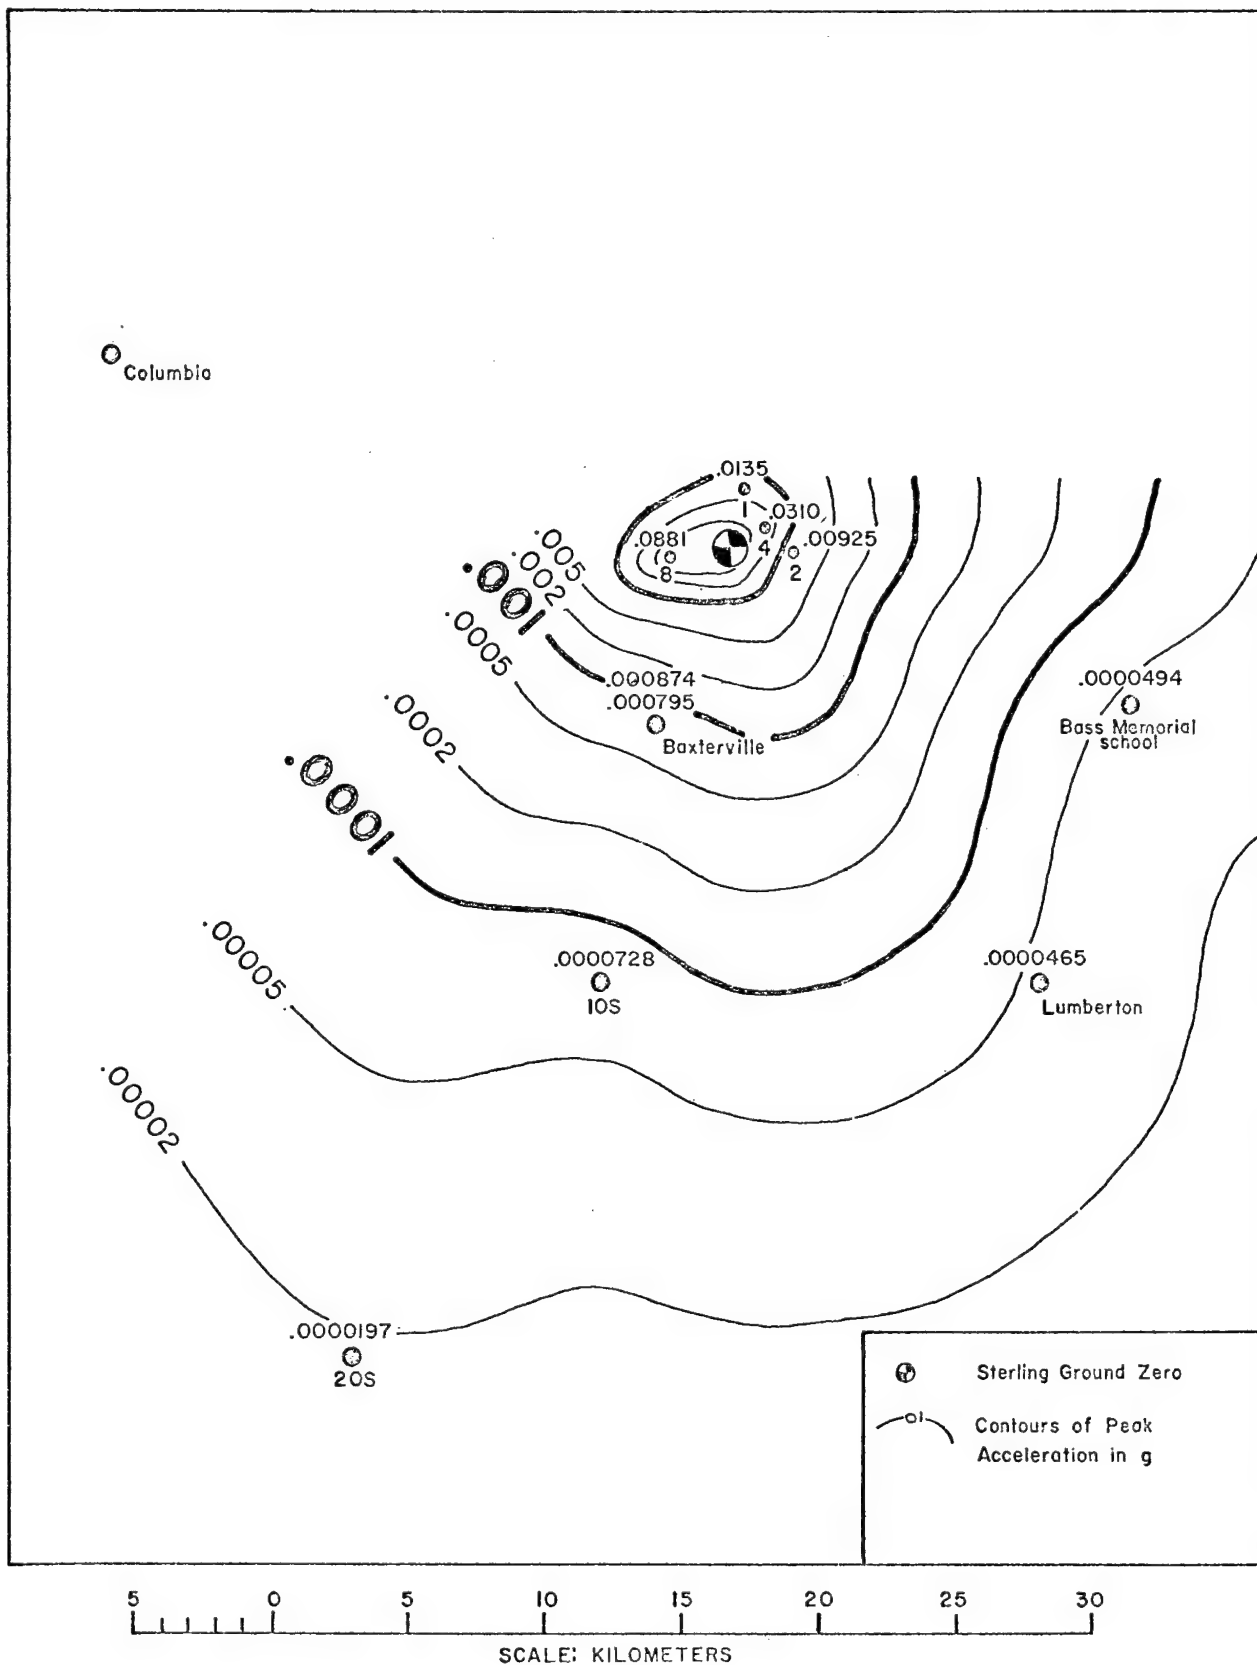 Columbia
.0135
1
.0310
4
.00925
2
.0881
8
.005
.002
.001
.0005
.0002
.0001
.00005
.00002
.000874
.000795
Baxterville
.0000494
Bass Memorial
school
.0000728
10S
.0000465
Lumberton
.0000197
20S
Sterling Ground Zero
.01
Contours of Peak
Acceleration in g
5 0 5 10 15 20 25 30
SCALE: KILOMETERS